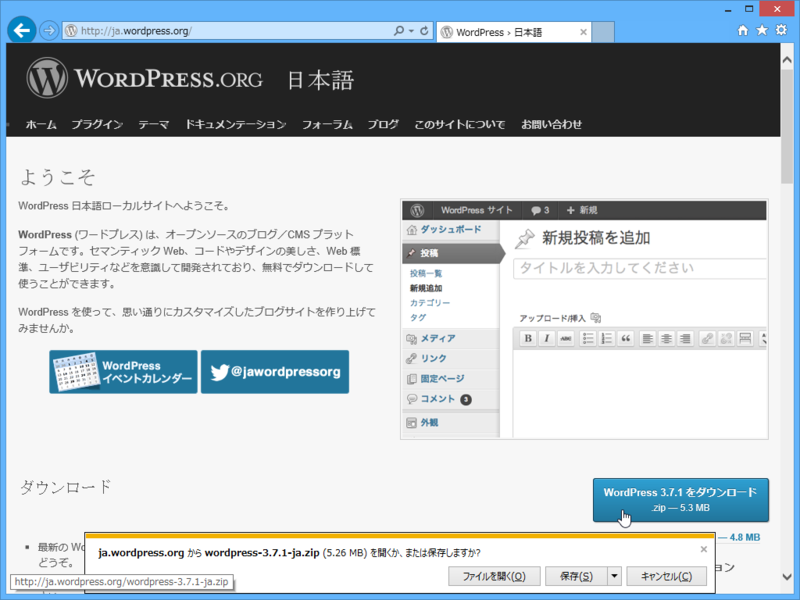 http://ja.wordpress.org/
WordPress › 日本語
WORDPRESS.ORG 日本語
ホーム プラグイン テーマ ドキュメンテーション フォーラム ブログ このサイトについて お問い合わせ
ようこそ
WordPress 日本語ローカルサイトへようこそ。
WordPress (ワードプレス) は、オープンソースのブログ／CMS プラット
フォームです。セマンティック Web、コードやデザインの美しさ、Web 標
準、ユーザビリティなどを意識して開発されており、無料でダウンロードして
使うことができます。
WordPress を使って、思い通りにカスタマイズしたブログサイトを作り上げて
みませんか。
WordPress
イベントカレンダー
@jawordpressorg
WordPress サイト 3 + 新規
ダッシュボード
投稿
投稿一覧
新規追加
カテゴリー
タグ
メディア
リンク
固定ページ
コメント 3
外観
新規投稿を追加
タイトルを入力してください
アップロード/挿入
B I ABC
ダウンロード
WordPress 3.7.1 をダウンロード
.zip — 5.3 MB
— 4.8 MB
最新の Wo
どうぞ。
ョン
ja.wordpress.org から wordpress-3.7.1-ja.zip (5.26 MB) を開くか、または保存しますか?
ファイルを開く(O) 保存(S) キャンセル(C)
http://ja.wordpress.org/wordpress-3.7.1-ja.zip